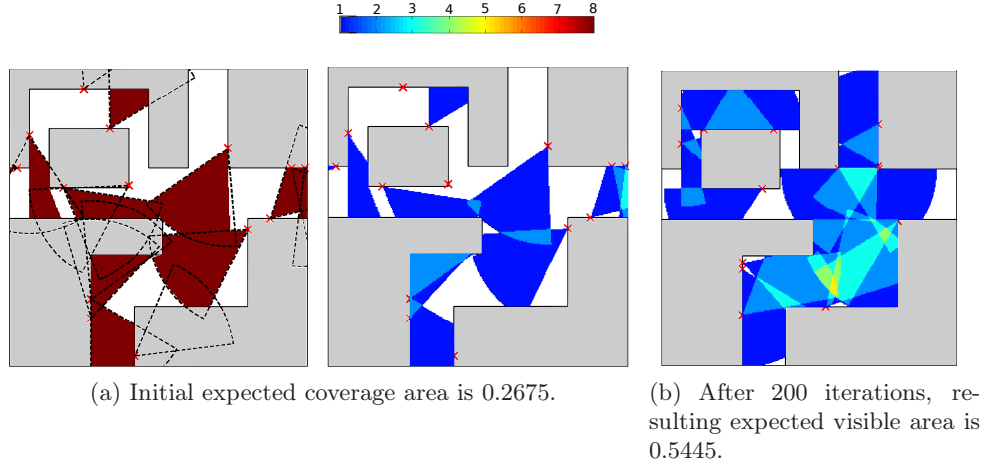 1 2 3 4 5 6 7 8
(a) Initial expected coverage area is 0.2675.
(b) After 200 iterations, re-
sulting expected visible area is
0.5445.